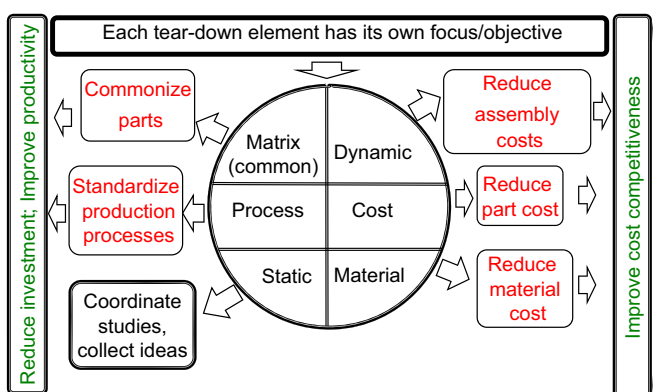 Each tear-down element has its own focus/objective
Reduce investment; Improve productivity
Commonize
parts
Standardize
production
processes
Coordinate
studies,
collect ideas
Matrix
(common)
Dynamic
Process
Cost
Static
Material
Reduce
assembly
costs
Reduce
part cost
Reduce
material
cost
Improve cost competitiveness